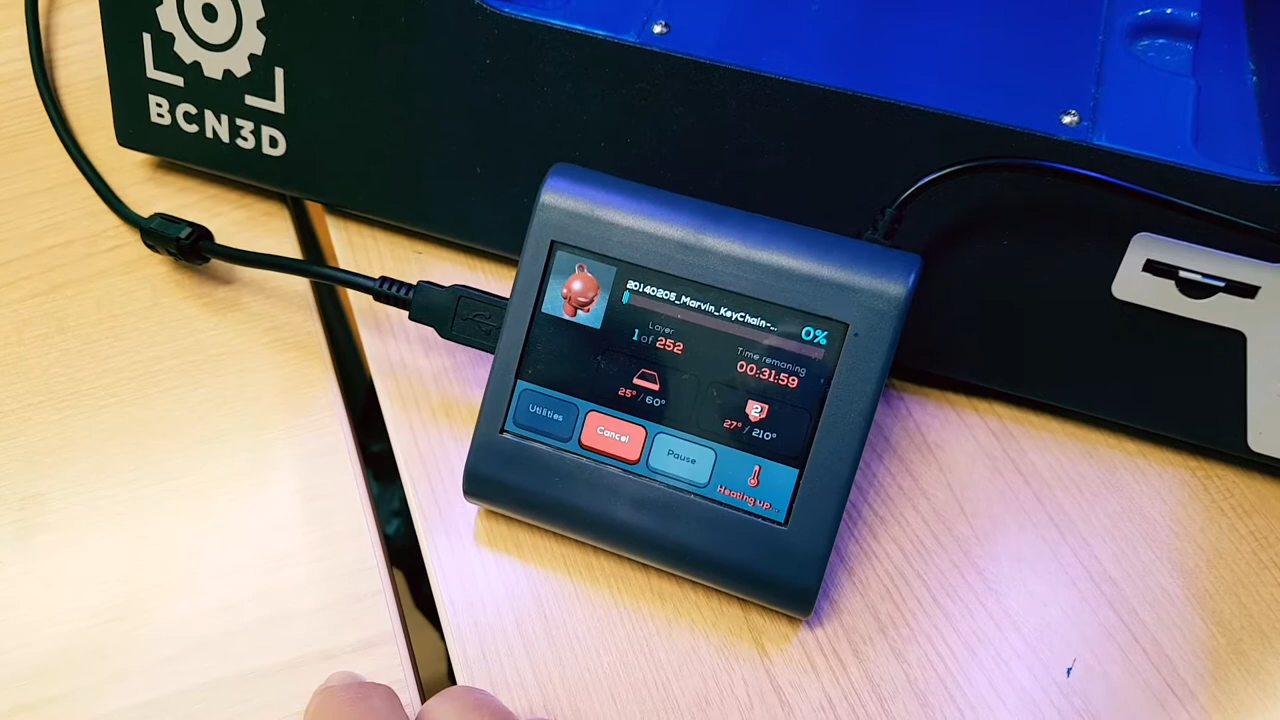 BCN3D
20140205_Marvin_KeyChain-...
0%
Layer
1 of 252
Time remaining
00:31:59
25° / 60°
2
27° / 210°
Utilities
Cancel
Pause
Heating up...